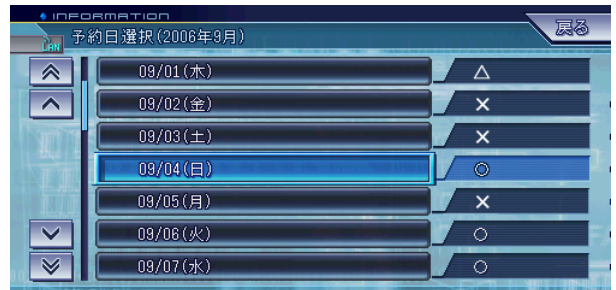 INFORMATION
CAN 予約日選択(2006年9月) 戻る
09/01(木) △
09/02(金) ×
09/03(土) ×
09/04(日) ○
09/05(月) ×
09/06(火) ○
09/07(水) ○